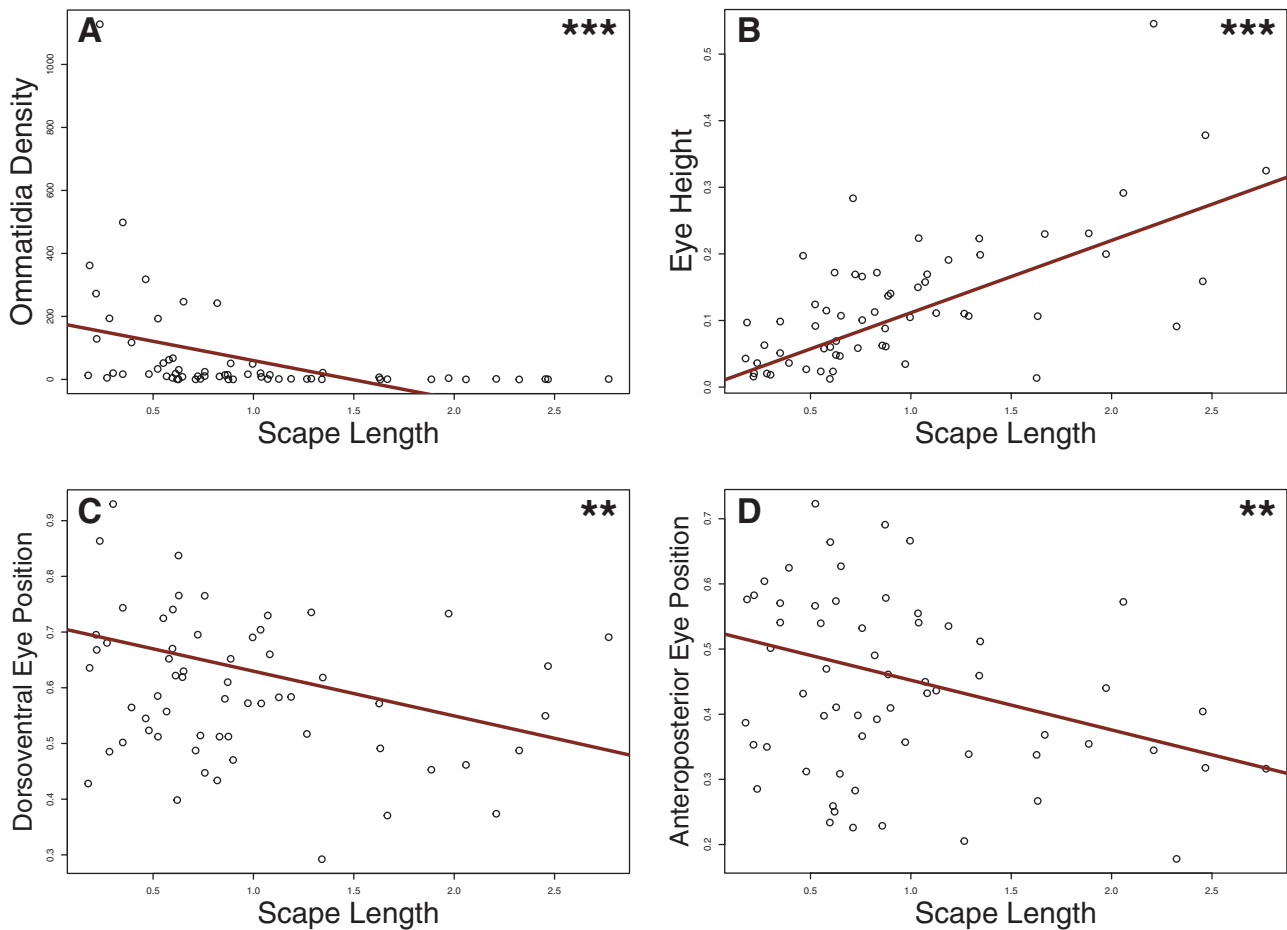 A ***
Ommatidia Density
0 200 400 600 800 1000
0.5 1.0 1.5 2.0 2.5
Scape Length
B ***
Eye Height
0.0 0.1 0.2 0.3 0.4 0.5
0.5 1.0 1.5 2.0 2.5
Scape Length
C **
Dorsoventral Eye Position
0.3 0.4 0.5 0.6 0.7 0.8 0.9
0.5 1.0 1.5 2.0 2.5
Scape Length
D **
Anteroposterior Eye Position
0.2 0.3 0.4 0.5 0.6 0.7
0.5 1.0 1.5 2.0 2.5
Scape Length